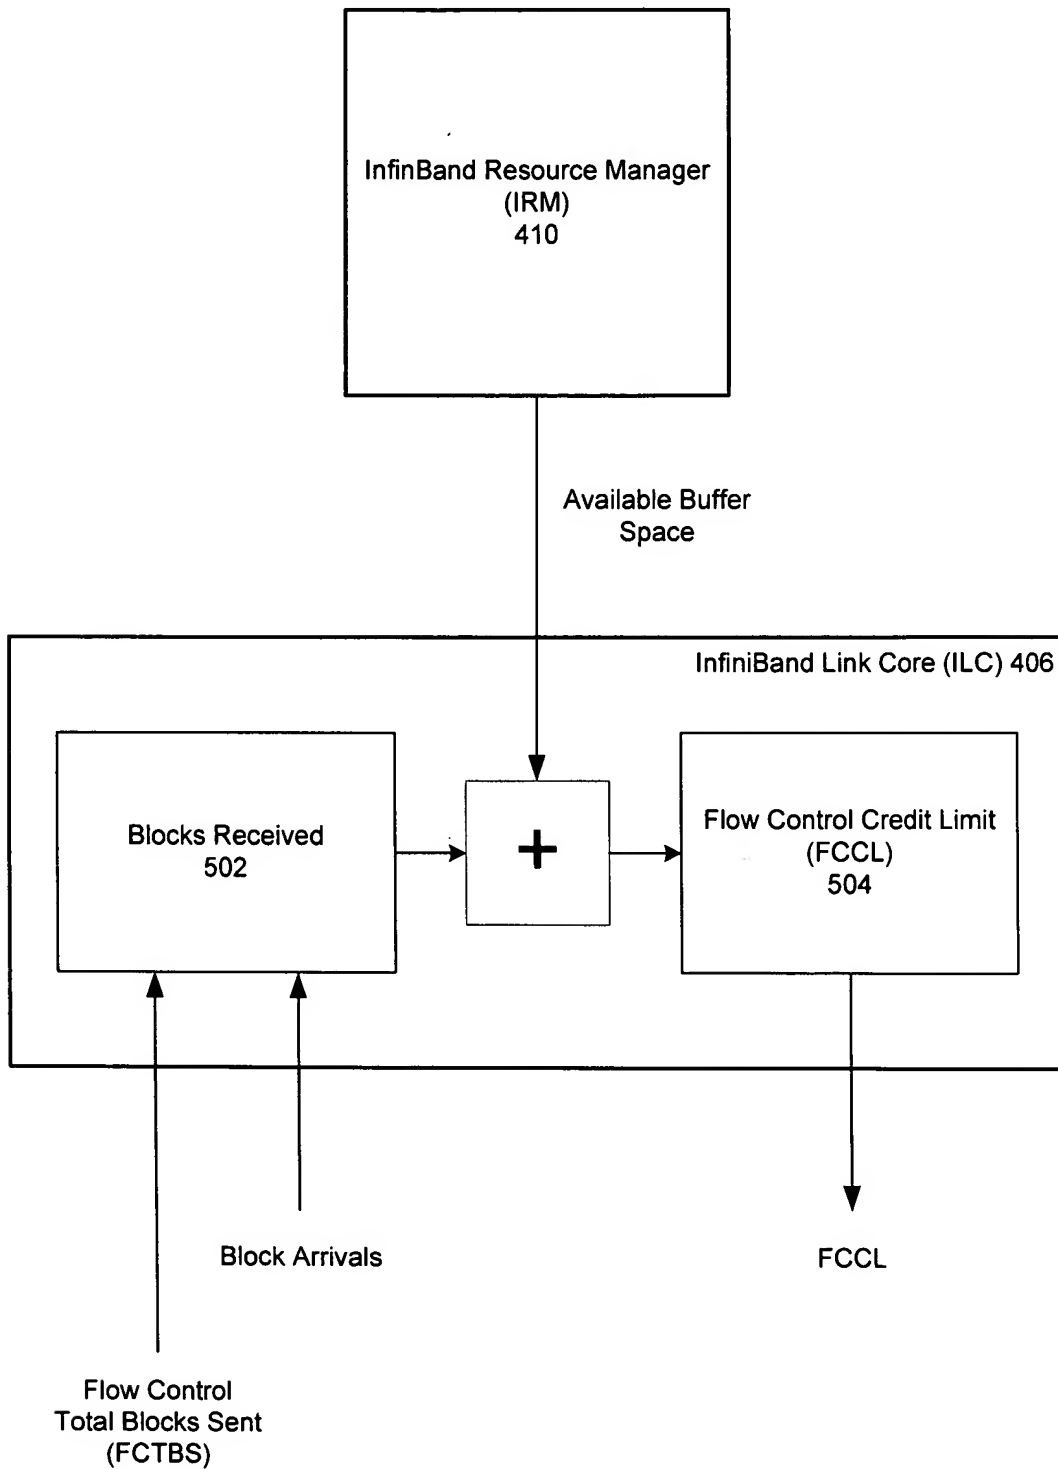 InfinBand Resource Manager
(IRM)
410
Available Buffer
Space
InfiniBand Link Core (ILC) 406
Blocks Received
502
+
Flow Control Credit Limit
(FCCL)
504
Block Arrivals
FCCL
Flow Control
Total Blocks Sent
(FCTBS)